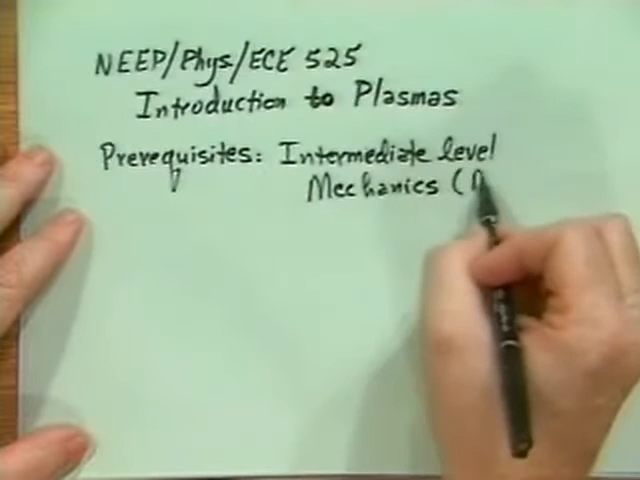 NEEP/Phys/ECE 525
Introduction to Plasmas
Prerequisites: Intermediate level
Mechanics (